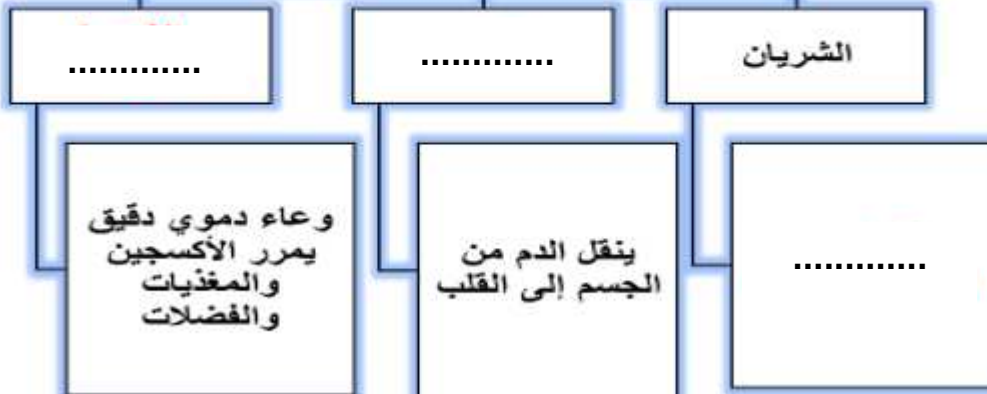 الشريان
.............
.............
.............
ينقل الدم من
الجسم إلى القلب
وعاء دموي دقيق
يمرر الأكسجين
والمغذيات
والفضلات